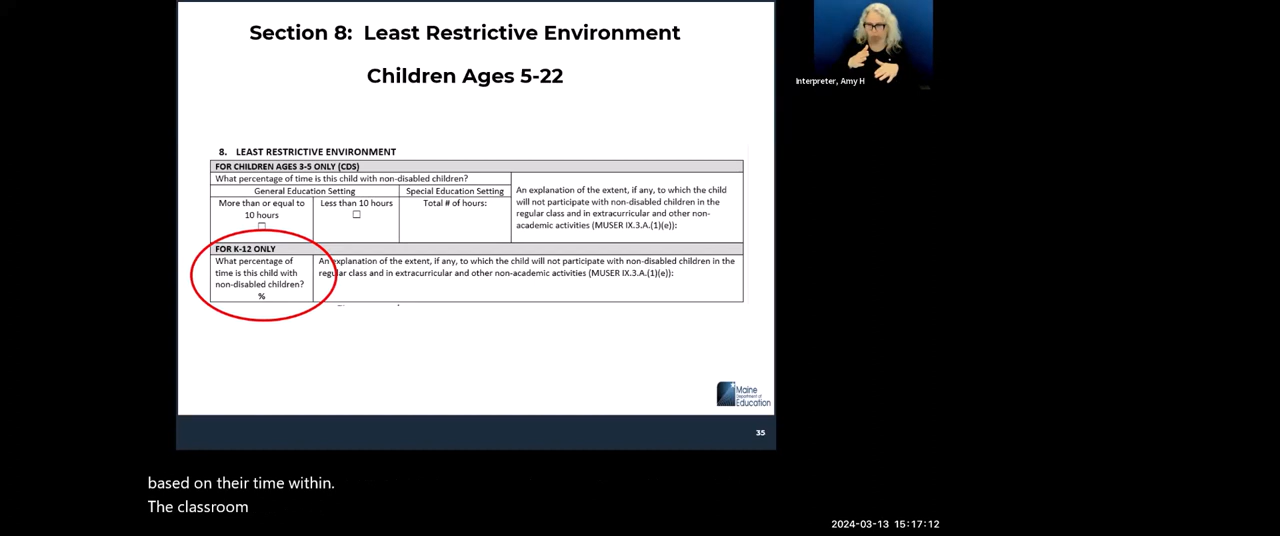 Section 8: Least Restrictive Environment
Children Ages 5-22
8. LEAST RESTRICTIVE ENVIRONMENT
FOR CHILDREN AGES 3-5 ONLY (CDS)
What percentage of time is this child with non-disabled children?
General Education Setting
Special Education Setting
More than or equal to
10 hours
☐
Less than 10 hours
☐
Total # of hours:
An explanation of the extent, if any, to which the child
will not participate with non-disabled children in the
regular class and in extracurricular and other non-
academic activities (MUSER IX.3.A.(1)(e)):
FOR K-12 ONLY
What percentage of
time is this child with
non-disabled children?
%
An explanation of the extent, if any, to which the child will not participate with non-disabled children in the
regular class and in extracurricular and other non-academic activities (MUSER IX.3.A.(1)(e)):
Maine
Department of
Education
35
Interpreter, Amy H
based on their time within.
The classroom
2024-03-13 15:17:12